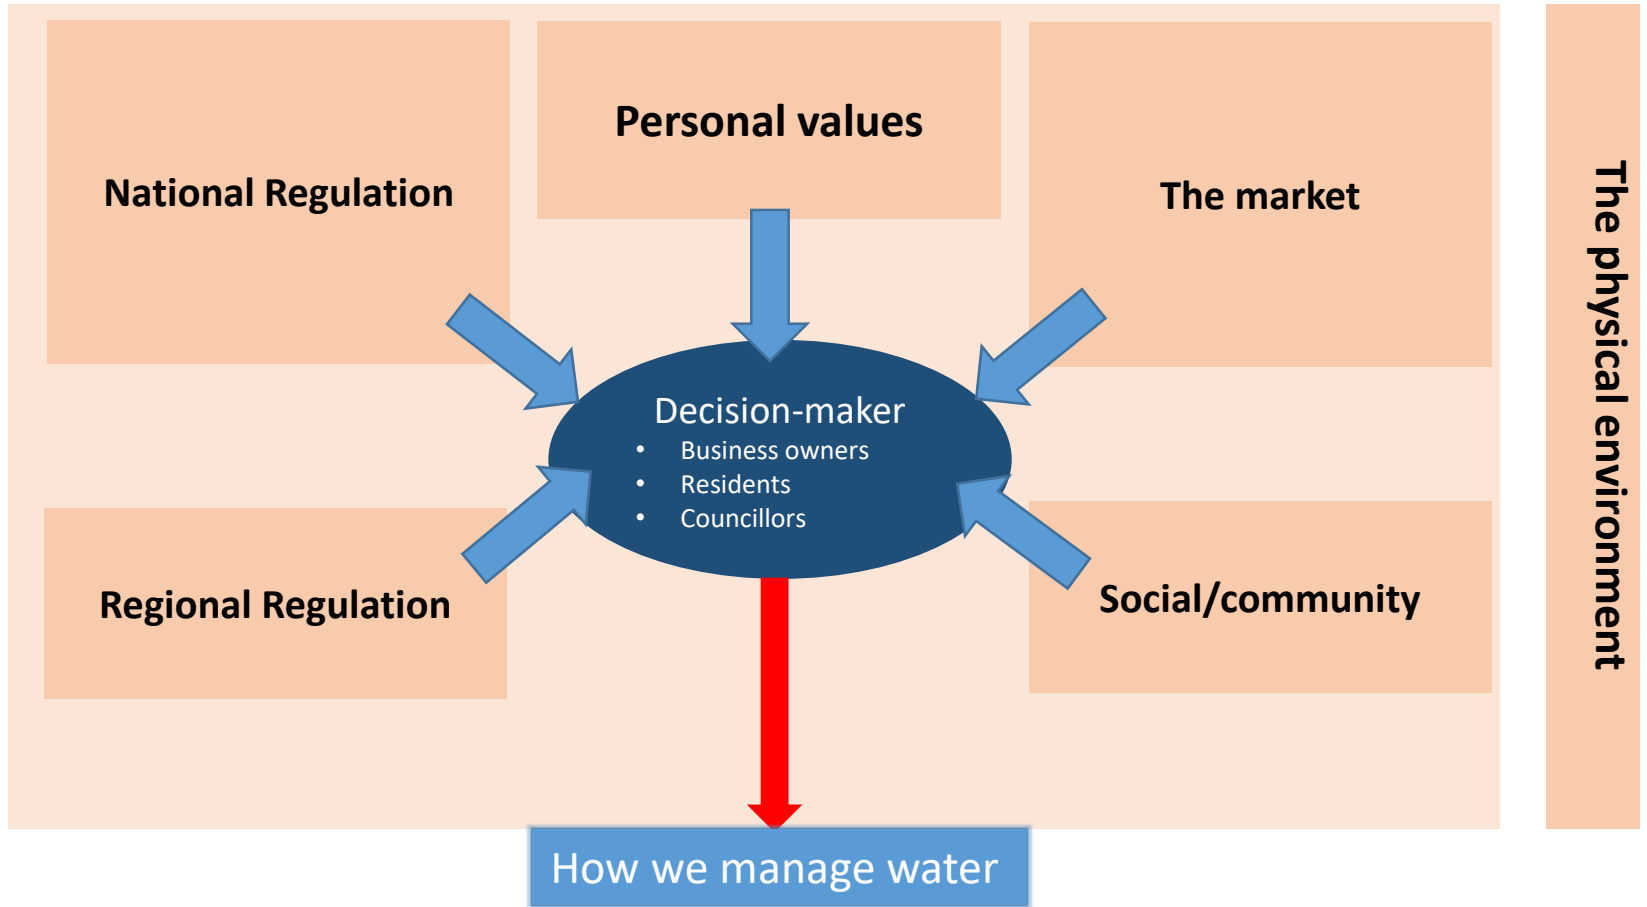 National Regulation
Personal values
The market
Decision-maker
• Business owners
• Residents
• Councillors
Regional Regulation
Social/community
How we manage water
The physical environment